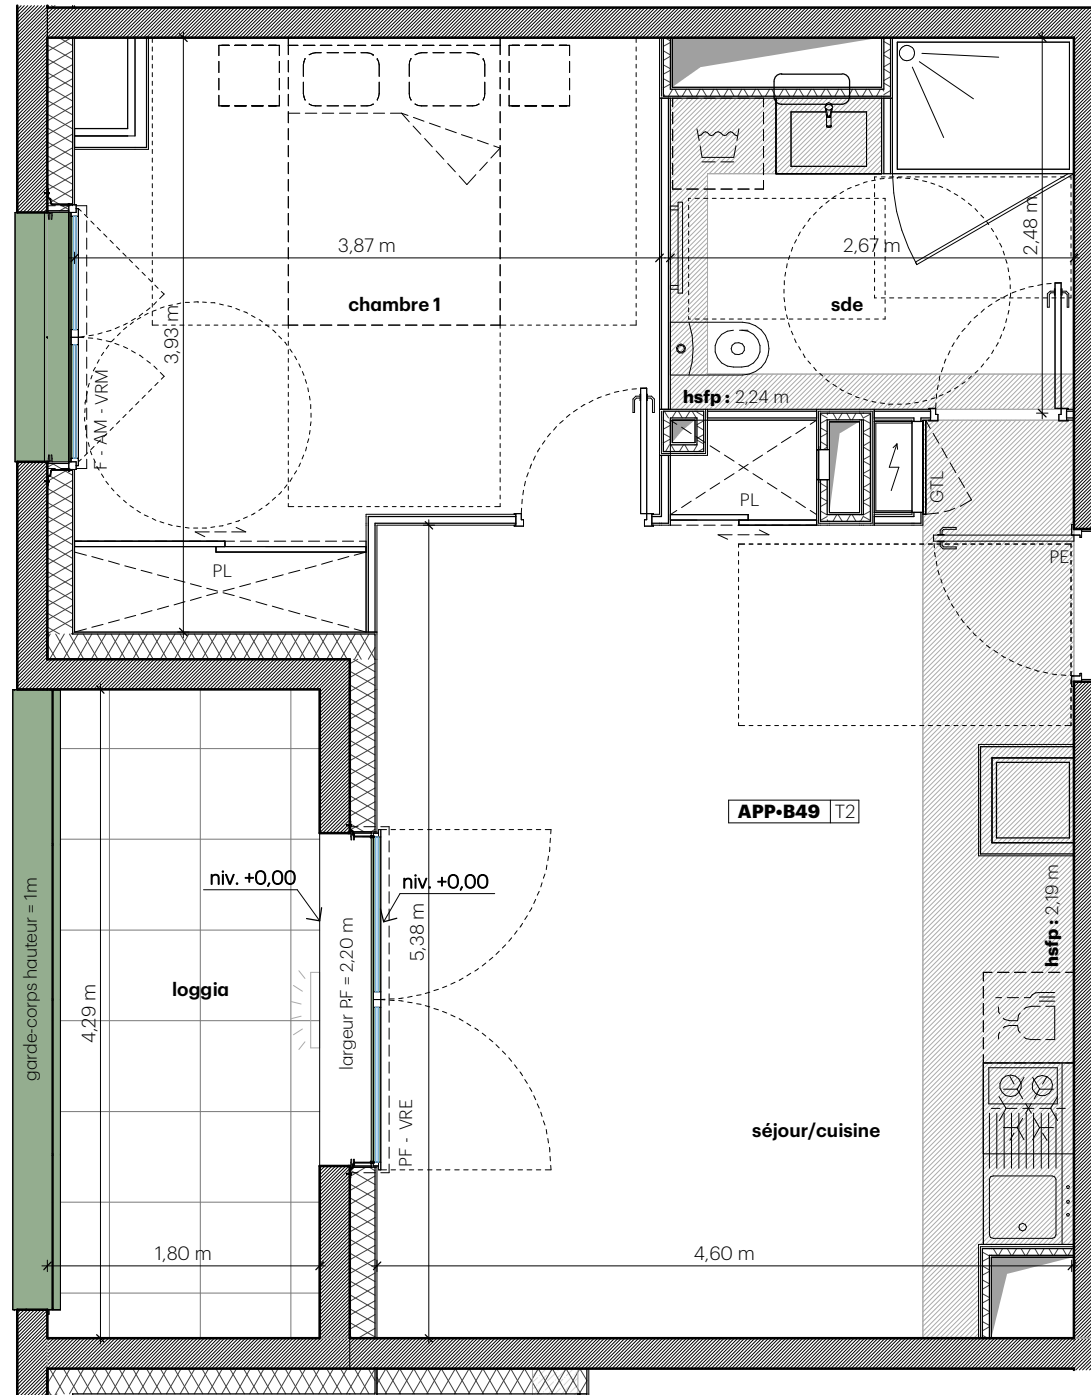 3,87 m
2,67 m
2,48 m
chambre 1
sde
3,93 m
F - AM - VRM
hsfp : 2,24 m
PL
GTL
PE
PL
APP•B49 T2
niv. +0,00
niv. +0,00
hsfp : 2,19 m
garde-corps hauteur = 1m
4,29 m
loggia
largeur PF = 2,20 m
5,38 m
PF - VRE
séjour/cuisine
1,80 m
4,60 m